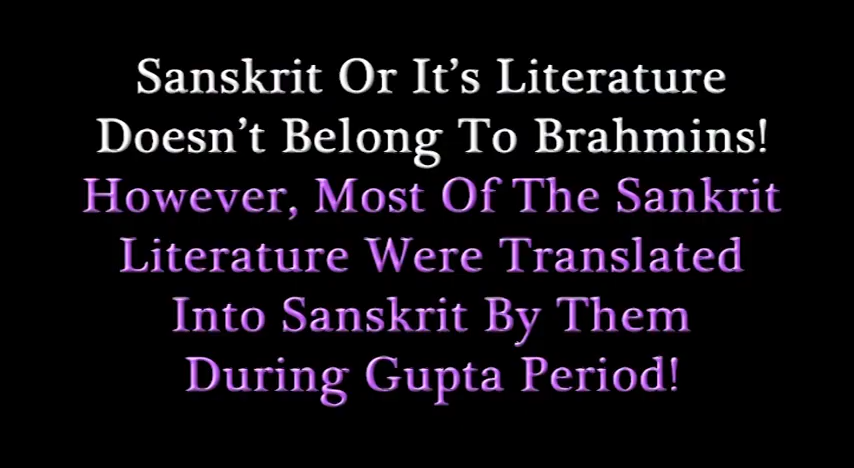 Sanskrit Or It’s Literature
Doesn’t Belong To Brahmins!
However, Most Of The Sankrit
Literature Were Translated
Into Sanskrit By Them
During Gupta Period!